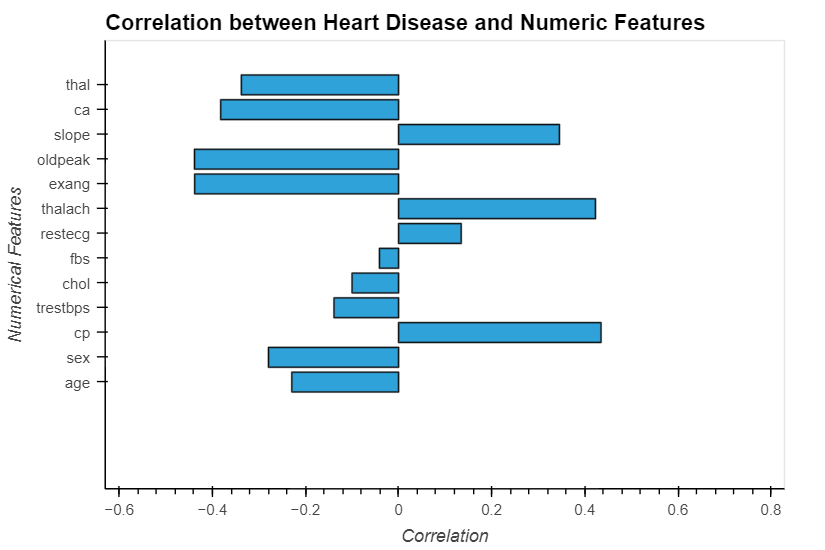 Correlation between Heart Disease and Numeric Features
Numerical Features
thal
ca
slope
oldpeak
exang
thalach
restecg
fbs
chol
trestbps
cp
sex
age
−0.6 −0.4 −0.2 0 0.2 0.4 0.6 0.8
Correlation